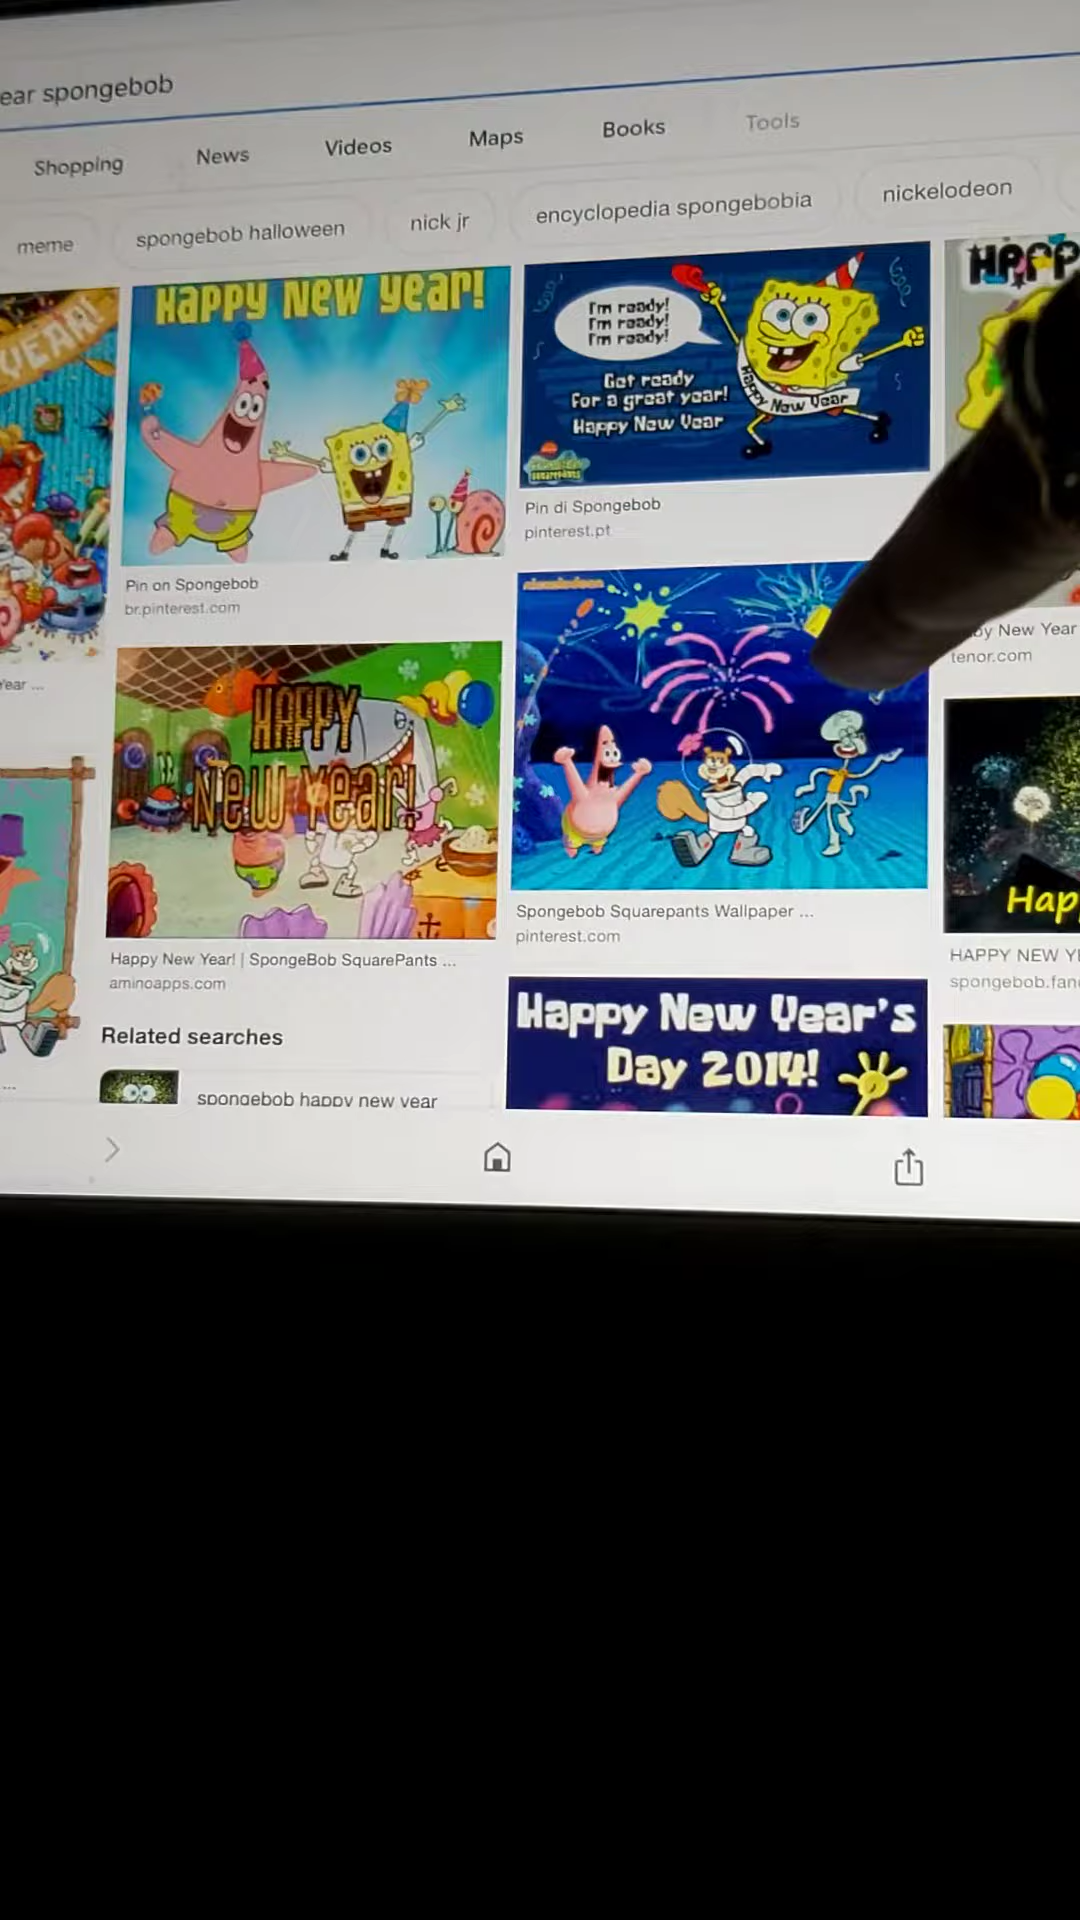 ear spongebob
Shopping
News
Videos
Maps
Books
Tools
meme
spongebob halloween
nick jr
encyclopedia spongebobia
nickelodeon
YEAR
Happy New Year!
Pin on Spongebob
br.pinterest.com
I'm ready!
I'm ready!
I'm ready!
Get ready
for a great year!
Happy New Year
Happy New Year
Pin di Spongebob
pinterest.pt
HAPP
y New Year
tenor.com
Year ...
HAPPY
New Year!
Happy New Year! | SpongeBob SquarePants ...
aminoapps.com
nickelodeon
Spongebob Squarepants Wallpaper ...
pinterest.com
Hap
HAPPY NEW YE
spongebob.fan
Happy New Year's
Day 2014!
...
Related searches
spongebob happy new year